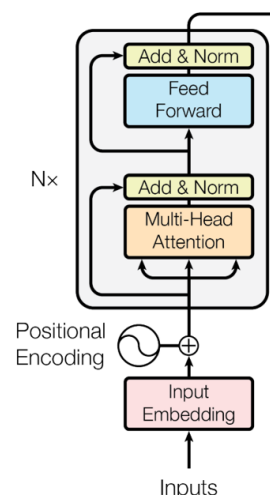 Add & Norm
Feed
Forward
N×
Add & Norm
Multi-Head
Attention
Positional
Encoding
Input
Embedding
Inputs